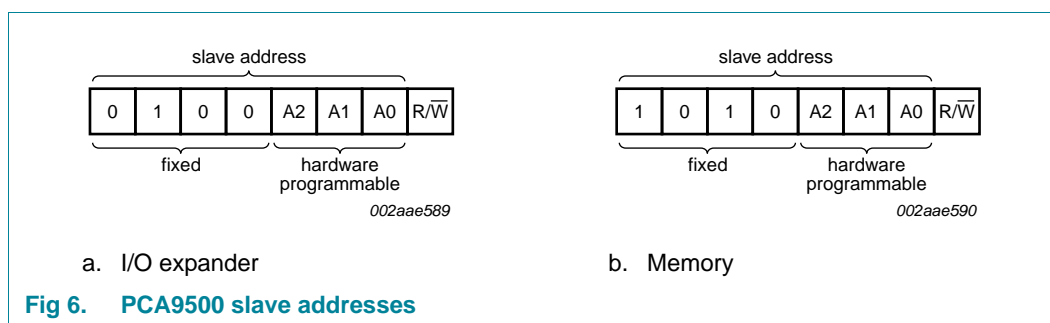 slave address
0 1 0 0 A2 A1 A0 R/W̅
fixed
hardware
programmable
002aae589
a. I/O expander
slave address
1 0 1 0 A2 A1 A0 R/W̅
fixed
hardware
programmable
002aae590
b. Memory
Fig 6. PCA9500 slave addresses